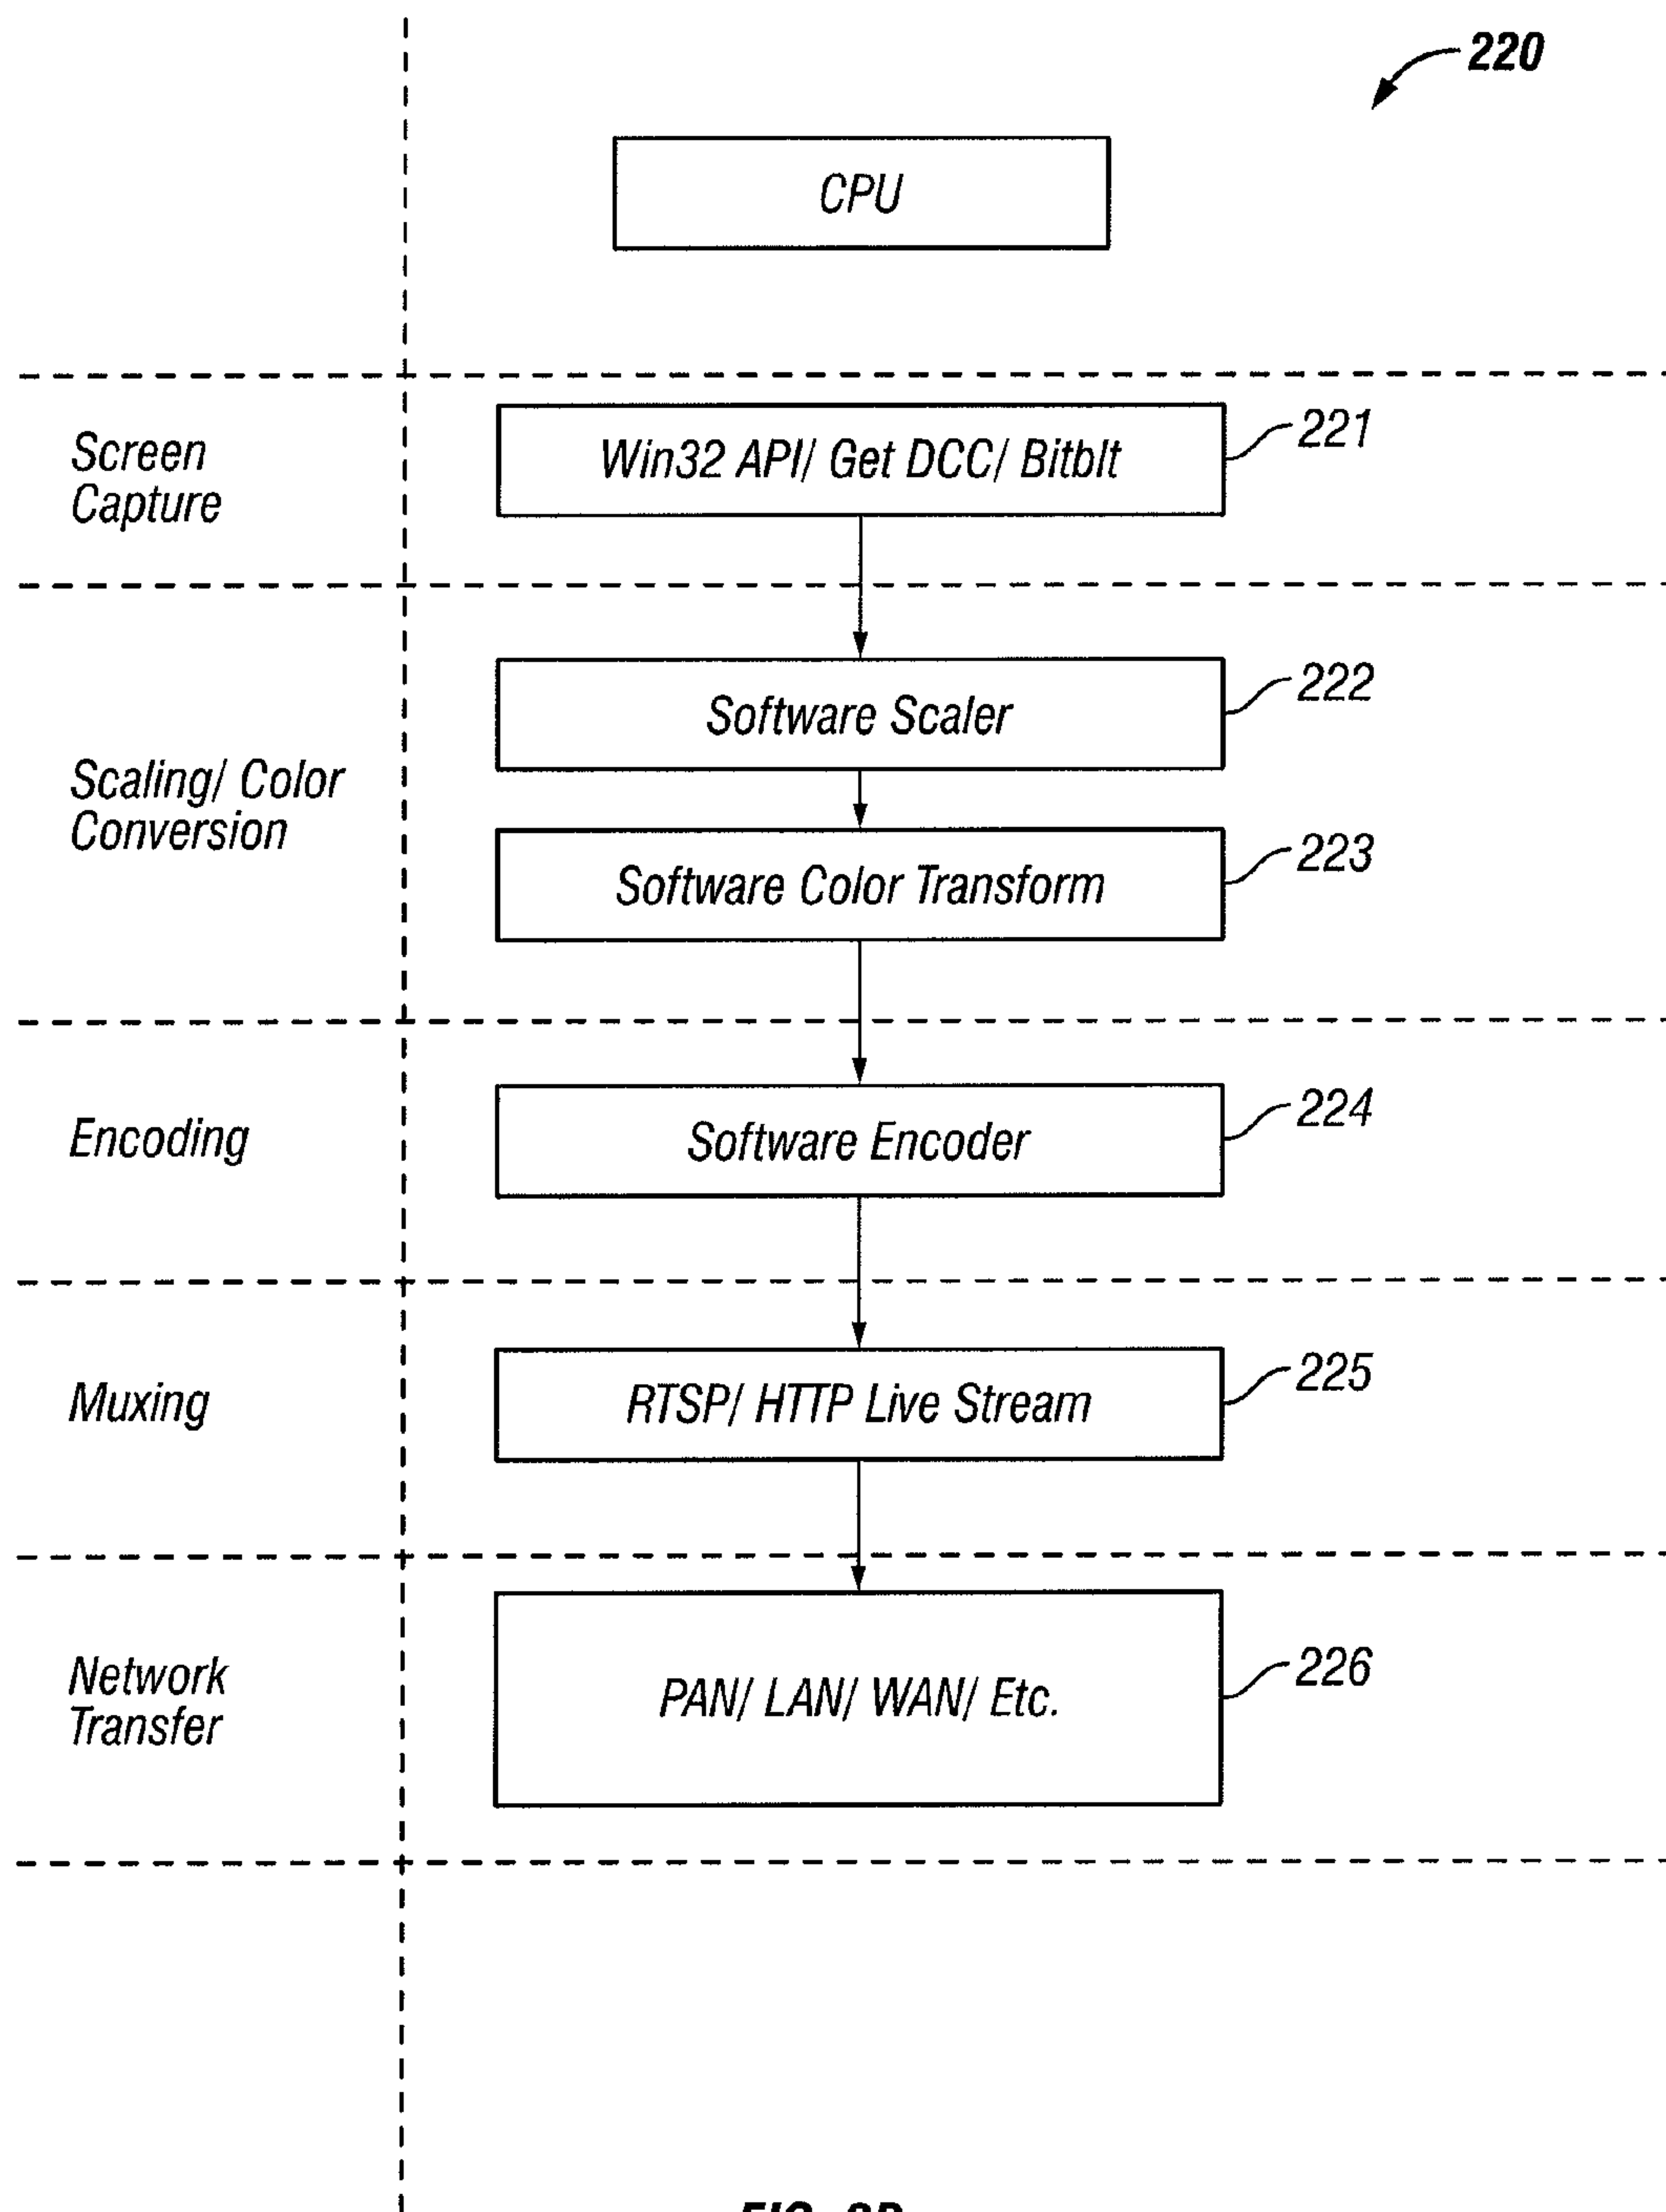 220
CPU
Screen
Capture
Win32 API/ Get DCC/ Bitblt
221
Software Scaler
222
Scaling/ Color
Conversion
Software Color Transform
223
Encoding
Software Encoder
224
Muxing
RTSP/ HTTP Live Stream
225
Network
Transfer
PAN/ LAN/ WAN/ Etc.
226